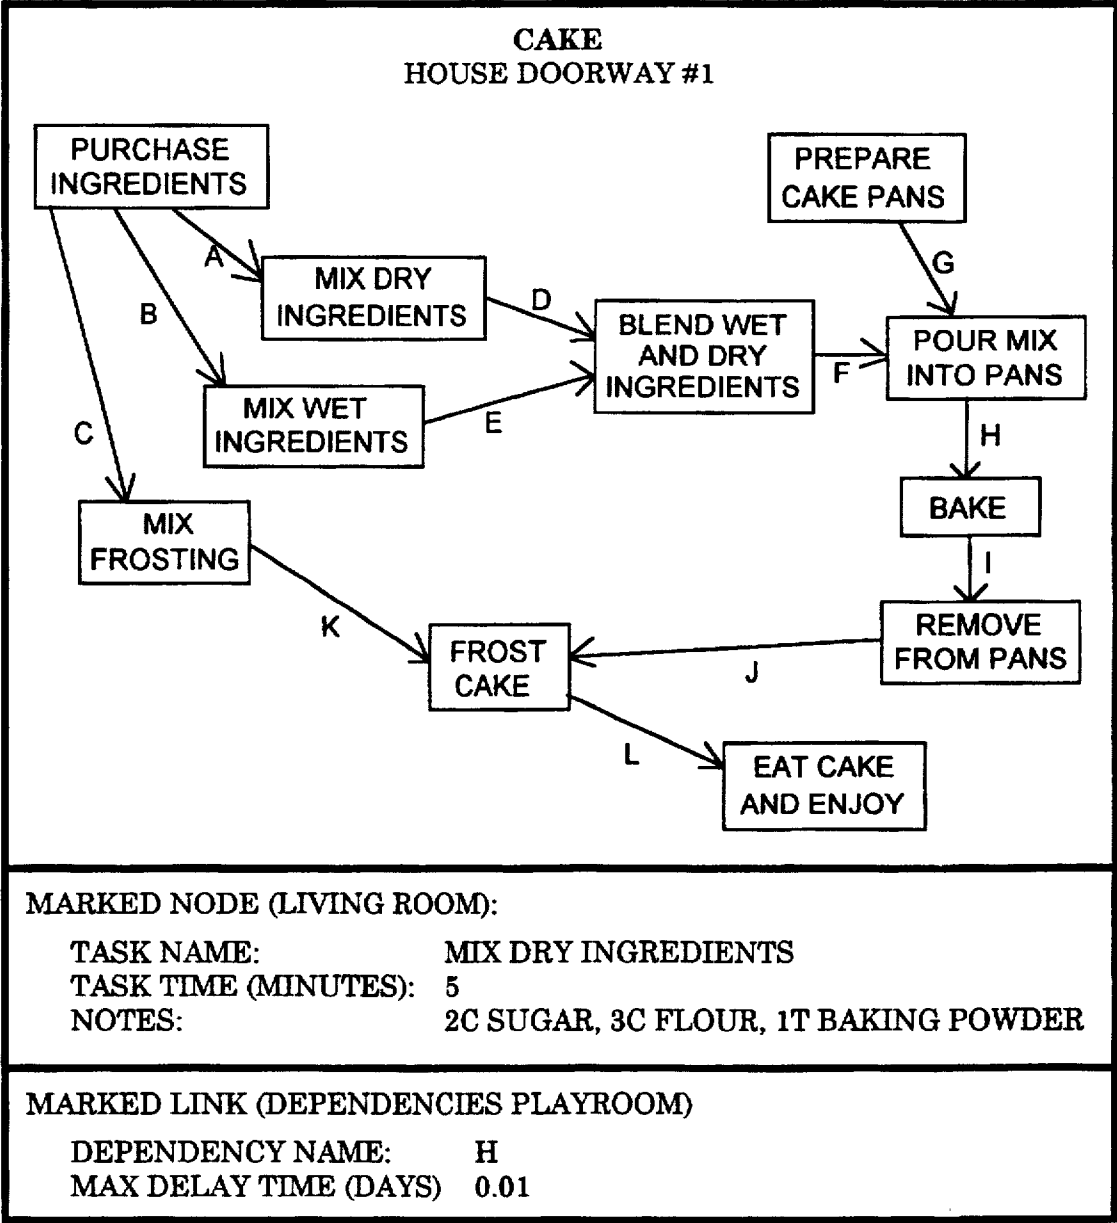 CAKE
HOUSE DOORWAY #1
PURCHASE
INGREDIENTS
PREPARE
CAKE PANS
A
G
MIX DRY
INGREDIENTS
D
B
BLEND WET
AND DRY
INGREDIENTS
F
POUR MIX
INTO PANS
MIX WET
INGREDIENTS
E
C
H
MIX
FROSTING
BAKE
I
K
FROST
CAKE
J
REMOVE
FROM PANS
L
EAT CAKE
AND ENJOY
MARKED NODE (LIVING ROOM):
TASK NAME: MIX DRY INGREDIENTS
TASK TIME (MINUTES): 5
NOTES: 2C SUGAR, 3C FLOUR, 1T BAKING POWDER
MARKED LINK (DEPENDENCIES PLAYROOM)
DEPENDENCY NAME: H
MAX DELAY TIME (DAYS) 0.01